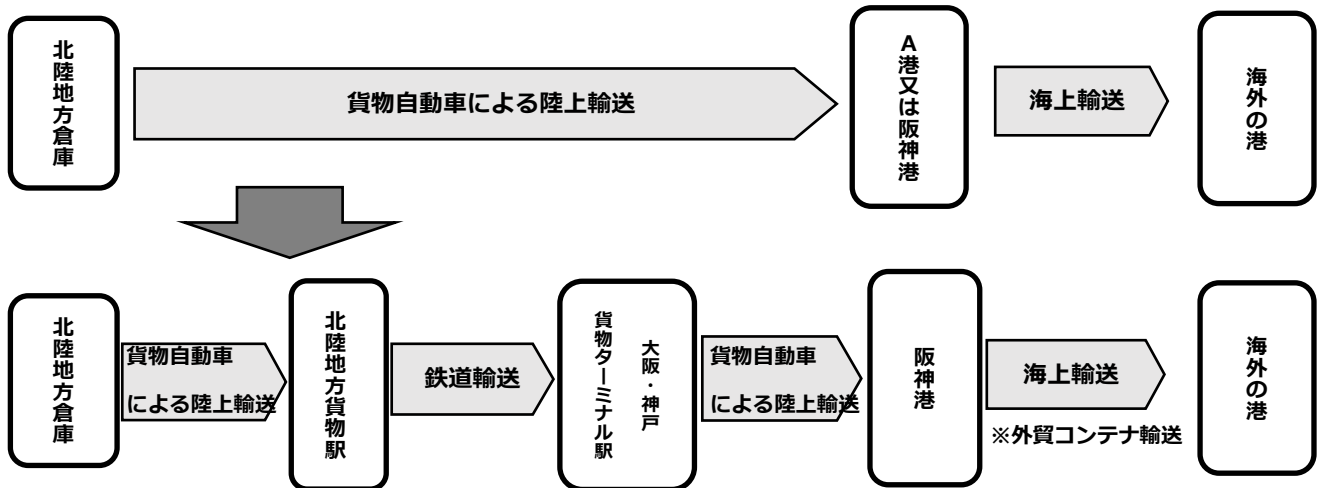 北陸地方倉庫
貨物自動車による陸上輸送
A港又は阪神港
海上輸送
海外の港
北陸地方倉庫
貨物自動車
による陸上輸送
北陸地方貨物駅
鉄道輸送
大阪・神戸
貨物ターミナル駅
貨物自動車
による陸上輸送
阪神港
海上輸送
※外貿コンテナ輸送
海外の港